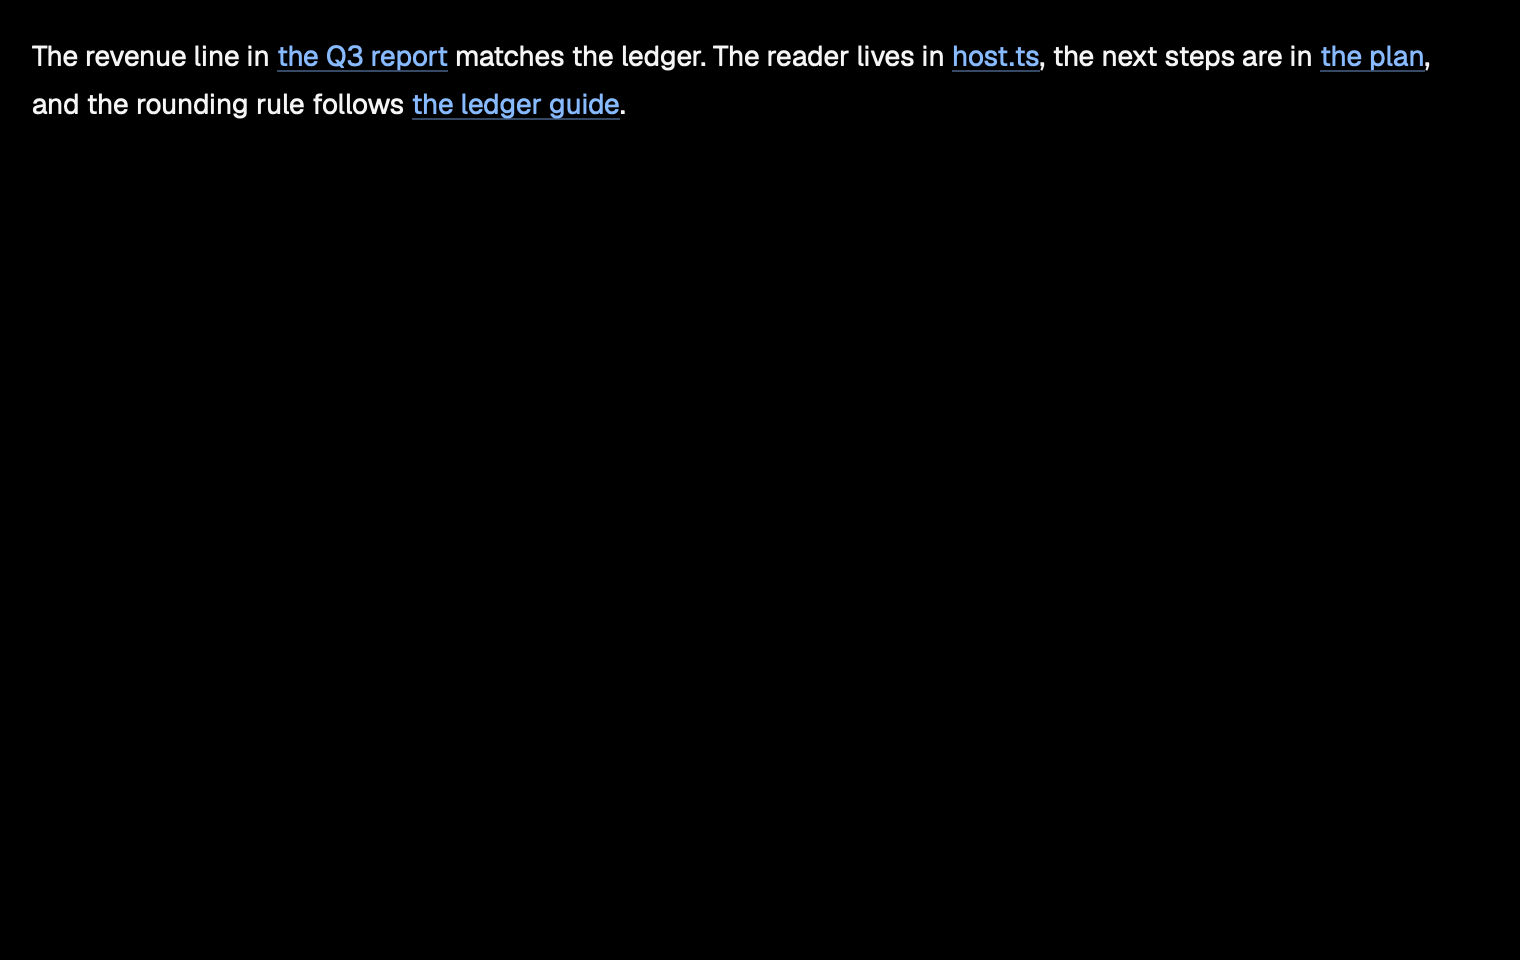 The revenue line in the Q3 report matches the ledger. The reader lives in host.ts, the next steps are in the plan,
and the rounding rule follows the ledger guide.